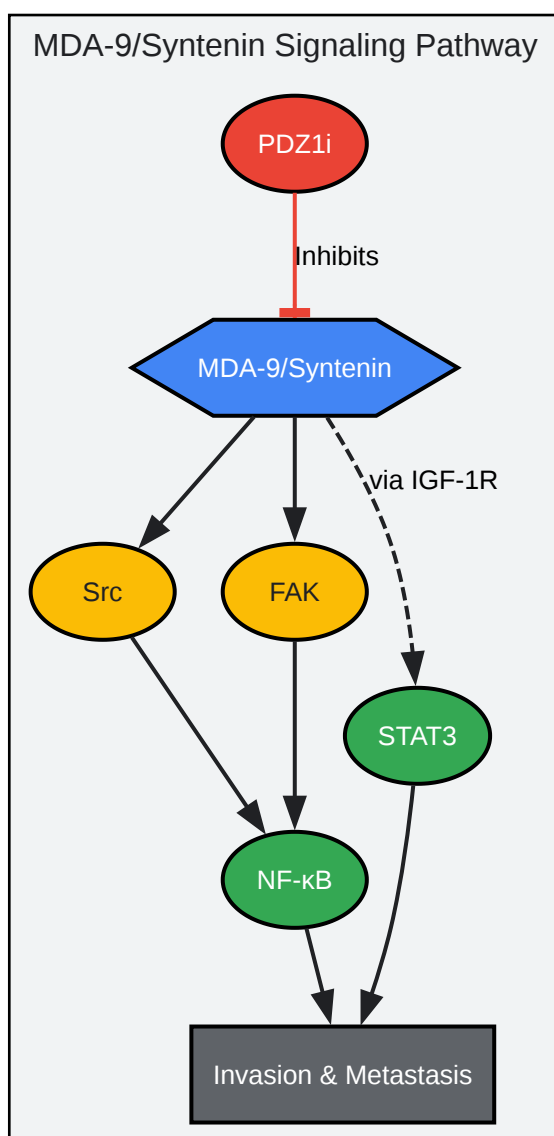 MDA-9/Syntenin Signaling Pathway
PDZ1i
Inhibits
MDA-9/Syntenin
via IGF-1R
Src
FAK
STAT3
NF-κB
Invasion & Metastasis